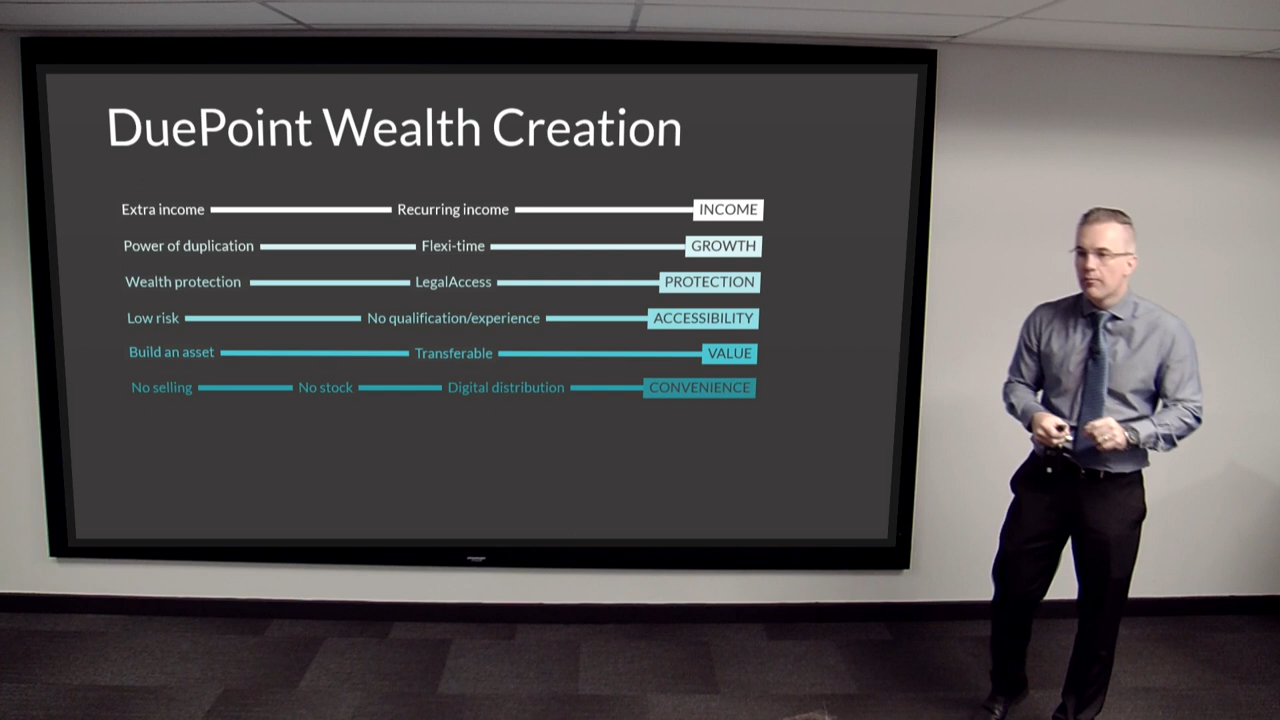 DuePoint Wealth Creation
Extra income Recurring income INCOME
Power of duplication Flexi-time GROWTH
Wealth protection LegalAccess PROTECTION
Low risk No qualification/experience ACCESSIBILITY
Build an asset Transferable VALUE
No selling No stock Digital distribution CONVENIENCE